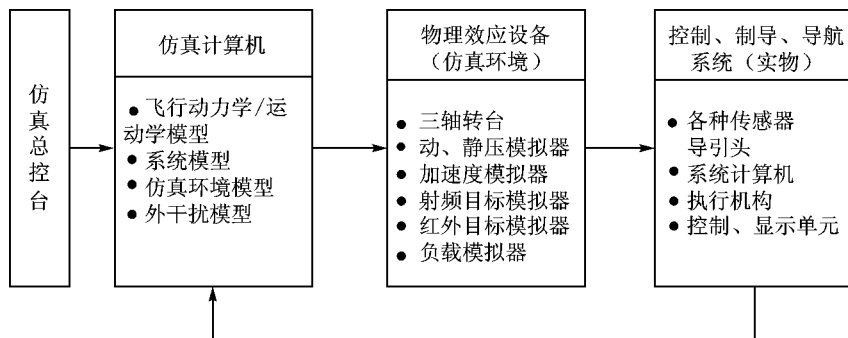 仿真总控台
仿真计算机
●飞行动力学/运
动学模型
●系统模型
●仿真环境模型
●外干扰模型
物理效应设备
（仿真环境）
●三轴转台
●动、静压模拟器
●加速度模拟器
●射频目标模拟器
●红外目标模拟器
●负载模拟器
控制、制导、导航
系统（实物）
●各种传感器
导引头
●系统计算机
●执行机构
●控制、显示单元